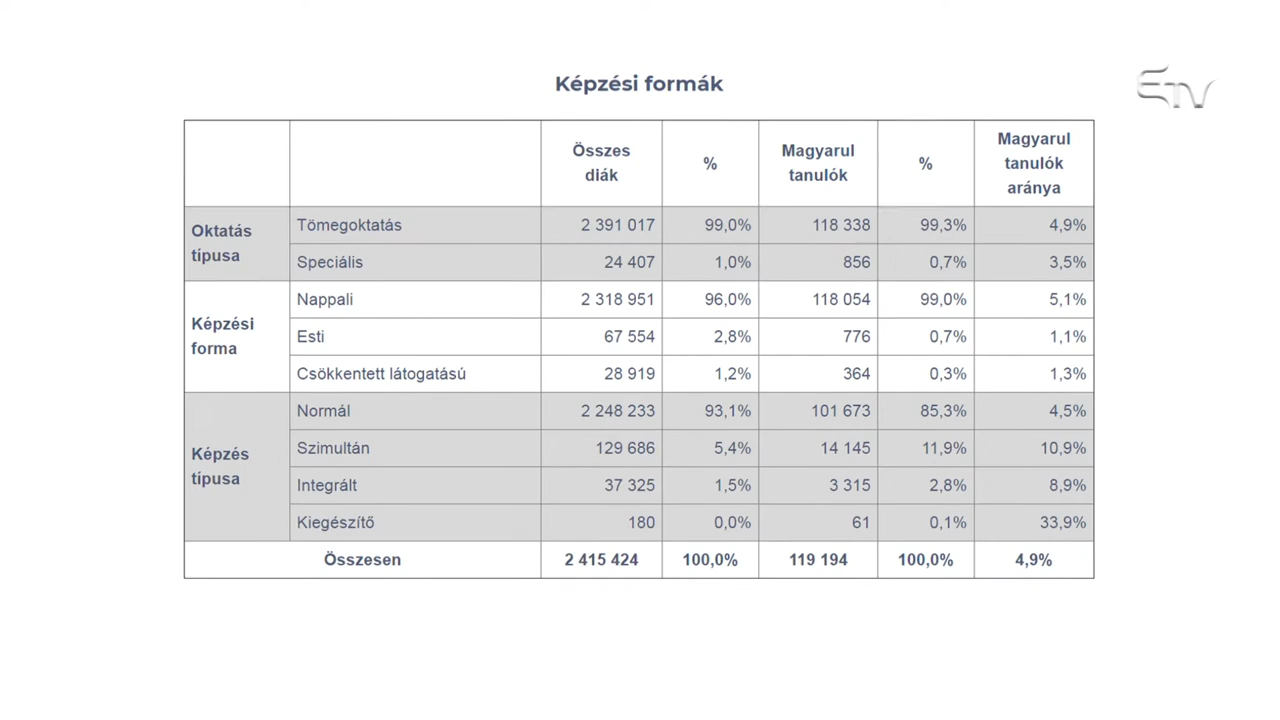 Képzési formák
ETV
Összes diák % Magyarul tanulók % Magyarul tanulók aránya
Oktatás típusa
Tömegoktatás 2 391 017 99,0% 118 338 99,3% 4,9%
Speciális 24 407 1,0% 856 0,7% 3,5%
Képzési forma
Nappali 2 318 951 96,0% 118 054 99,0% 5,1%
Esti 67 554 2,8% 776 0,7% 1,1%
Csökkentett látogatású 28 919 1,2% 364 0,3% 1,3%
Képzés típusa
Normál 2 248 233 93,1% 101 673 85,3% 4,5%
Szimultán 129 686 5,4% 14 145 11,9% 10,9%
Integrált 37 325 1,5% 3 315 2,8% 8,9%
Kiegészítő 180 0,0% 61 0,1% 33,9%
Összesen 2 415 424 100,0% 119 194 100,0% 4,9%